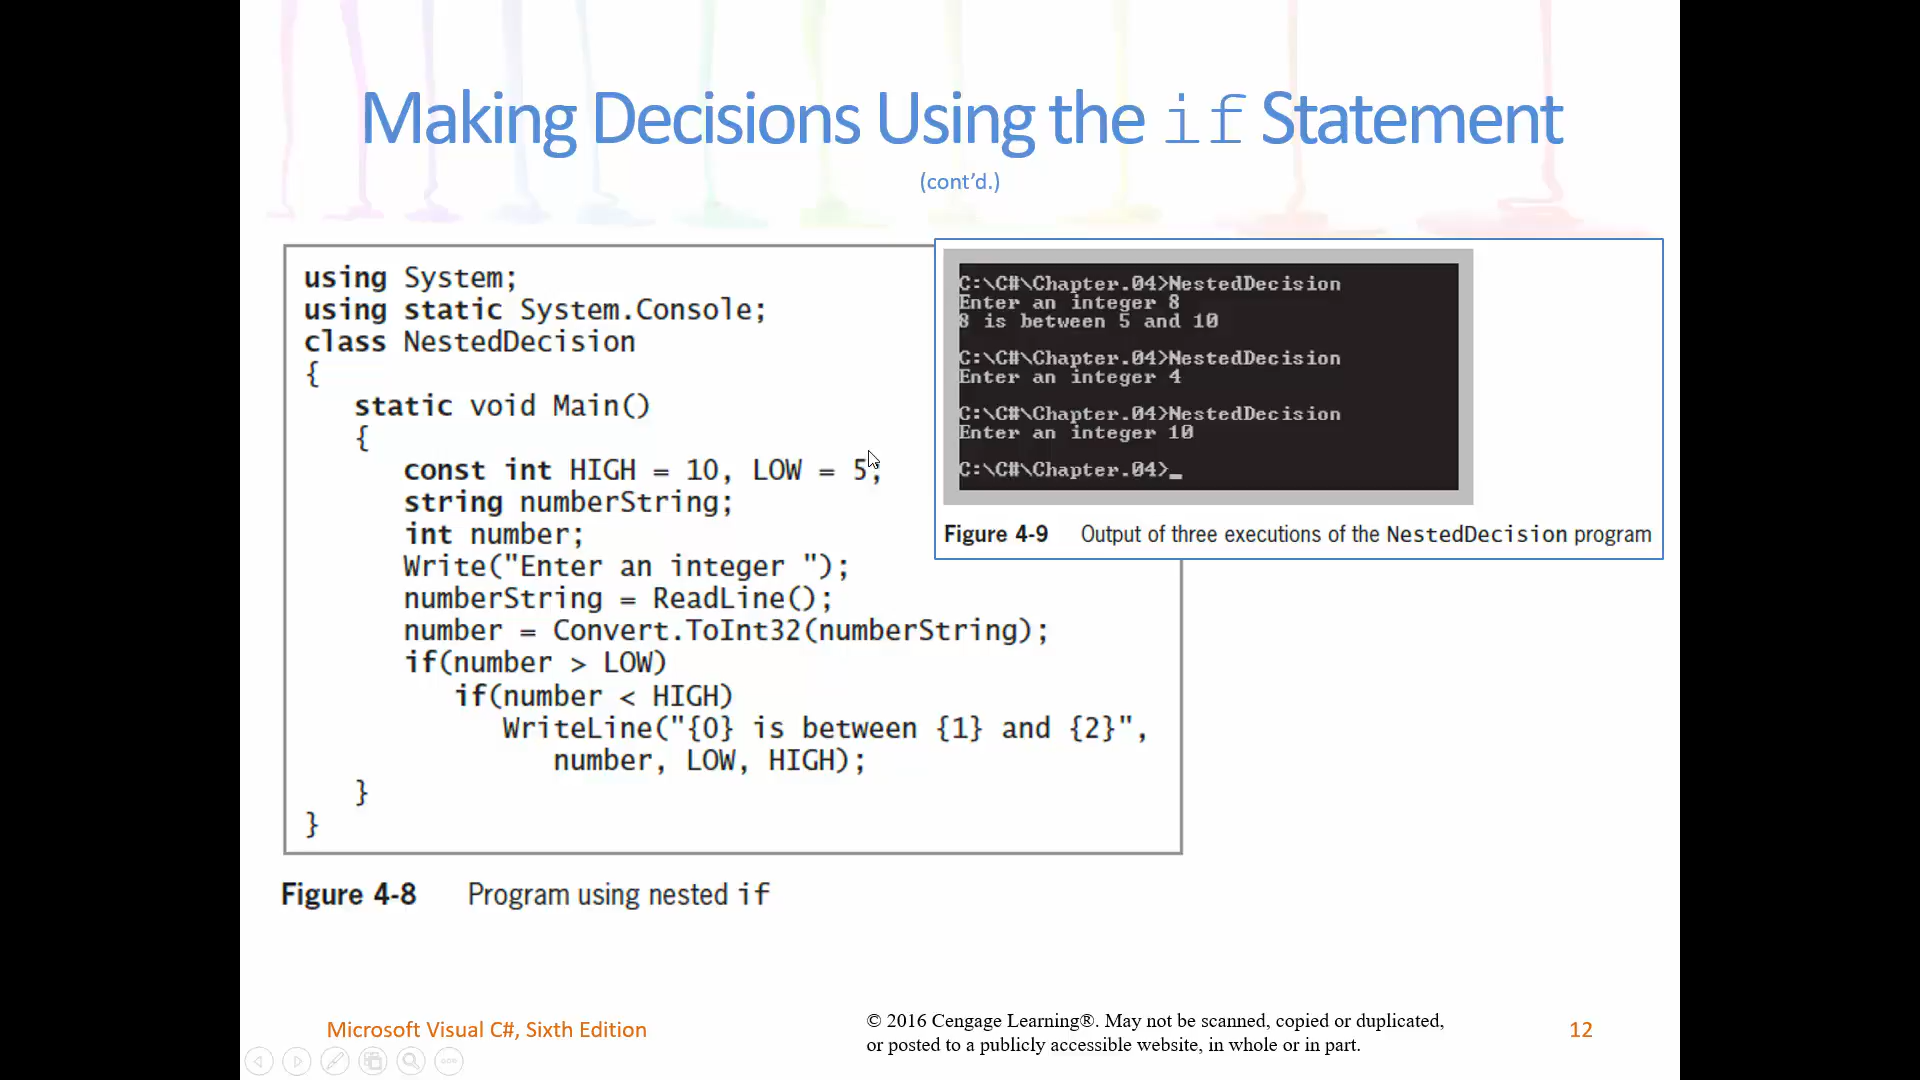 Making Decisions Using the if Statement
(cont’d.)
using System;
using static System.Console;
class NestedDecision
{
static void Main()
{
const int HIGH = 10, LOW = 5;
string numberString;
int number;
Write("Enter an integer ");
numberString = ReadLine();
number = Convert.ToInt32(numberString);
if(number > LOW)
if(number < HIGH)
WriteLine("{0} is between {1} and {2}",
number, LOW, HIGH);
}
}
Figure 4-8 Program using nested if
C:\C#\Chapter.04>NestedDecision
Enter an integer 8
8 is between 5 and 10
C:\C#\Chapter.04>NestedDecision
Enter an integer 4
C:\C#\Chapter.04>NestedDecision
Enter an integer 10
C:\C#\Chapter.04>_
Figure 4-9 Output of three executions of the NestedDecision program
Microsoft Visual C#, Sixth Edition
© 2016 Cengage Learning®. May not be scanned, copied or duplicated,
or posted to a publicly accessible website, in whole or in part.
12